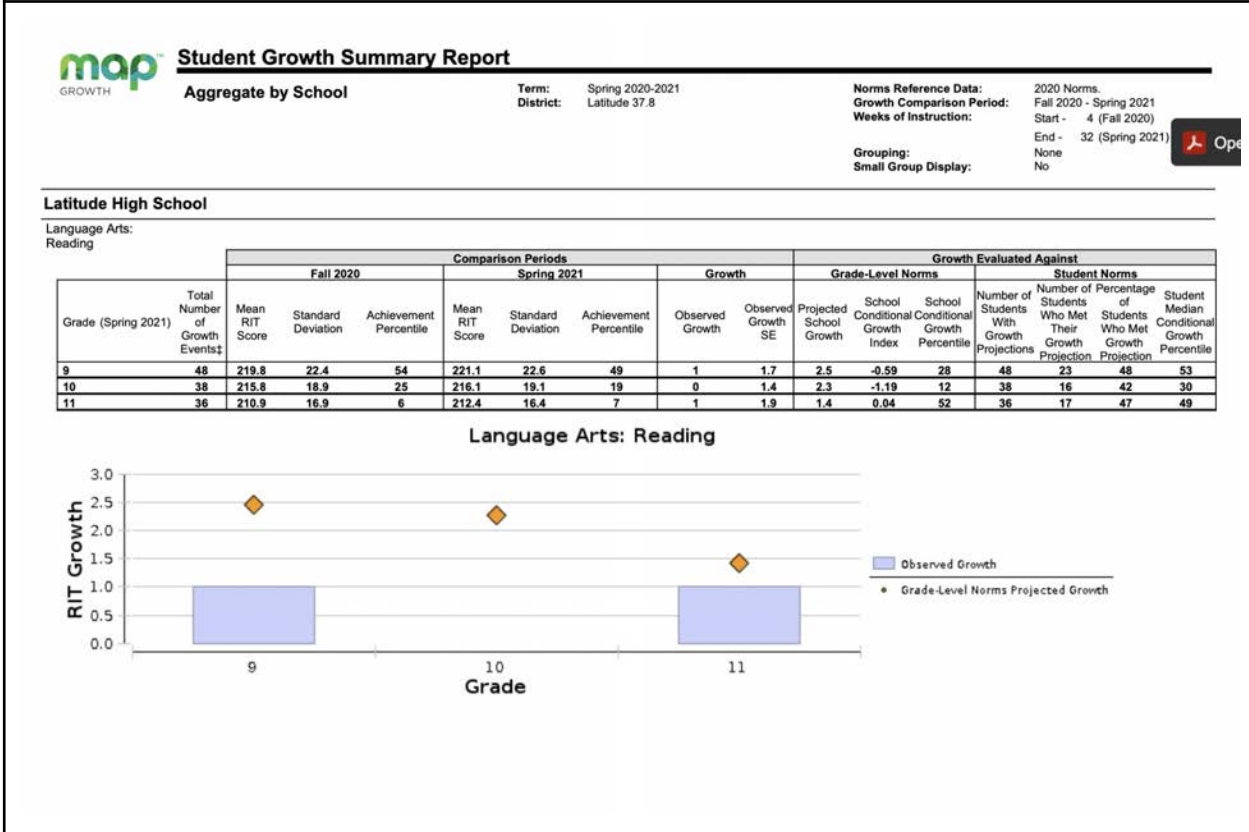 map™
GROWTH
Student Growth Summary Report
Aggregate by School
Term: Spring 2020-2021
District: Latitude 37.8
Norms Reference Data: 2020 Norms.
Growth Comparison Period: Fall 2020 - Spring 2021
Weeks of Instruction: Start - 4 (Fall 2020)
End - 32 (Spring 2021)
Grouping: None
Small Group Display: No
Ope
Latitude High School
Language Arts:
Reading
Comparison Periods Growth Evaluated Against
Fall 2020 Spring 2021 Growth Grade-Level Norms Student Norms
Grade (Spring 2021) Total Number of Growth Events‡ Mean RIT Score Standard Deviation Achievement Percentile Mean RIT Score Standard Deviation Achievement Percentile Observed Growth Observed Growth SE Projected School Growth School Conditional Growth Index School Conditional Growth Percentile Number of Students With Growth Projections Number of Students Who Met Their Growth Projection Percentage of Students Who Met Growth Projection Student Median Conditional Growth Percentile
9 48 219.8 22.4 54 221.1 22.6 49 1 1.7 2.5 -0.59 28 48 23 48 53
10 38 215.8 18.9 25 216.1 19.1 19 0 1.4 2.3 -1.19 12 38 16 42 30
11 36 210.9 16.9 6 212.4 16.4 7 1 1.9 1.4 0.04 52 36 17 47 49
Language Arts: Reading
RIT Growth
3.0
2.5
2.0
1.5
1.0
0.5
0.0
9 10 11
Grade
Observed Growth
Grade-Level Norms Projected Growth